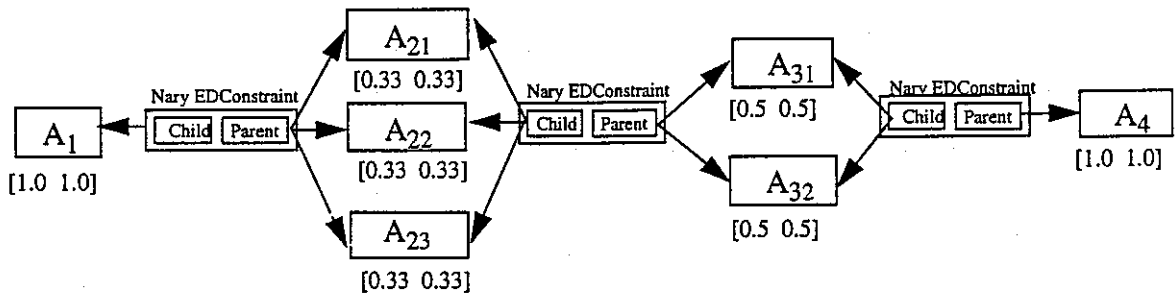 A21
[0.33 0.33]
Nary EDConstraint
Child Parent
A1
[1.0 1.0]
A22
[0.33 0.33]
A23
[0.33 0.33]
Nary EDConstraint
Child Parent
A31
[0.5 0.5]
A32
[0.5 0.5]
Nary EDConstraint
Child Parent
A4
[1.0 1.0]